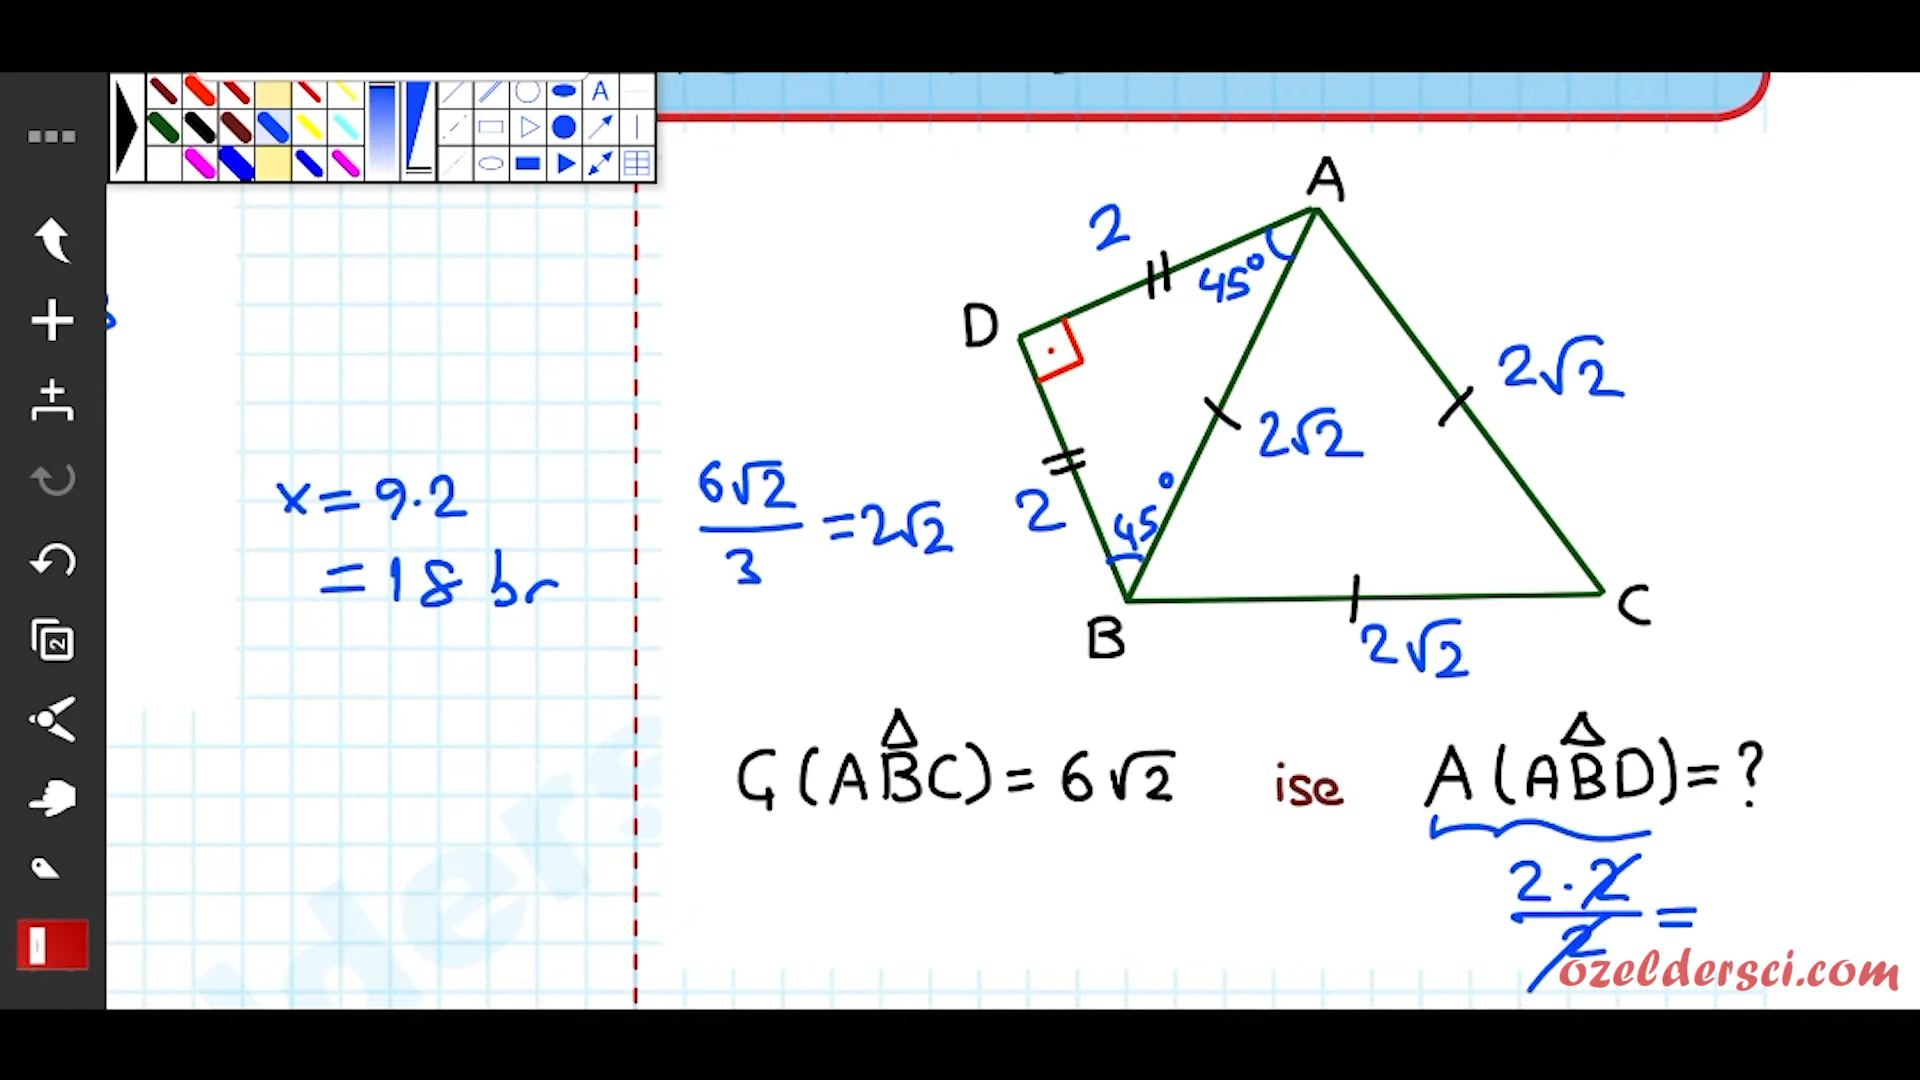 A
A
2
45°
D
2√2
2√2
x = 9.2
= 18 br
6√2/3 = 2√2
2
45°
B
C
2√2
Ç(ABC) = 6√2 ise A(ABD) = ?
2·2/2 =
ozeldersci.com